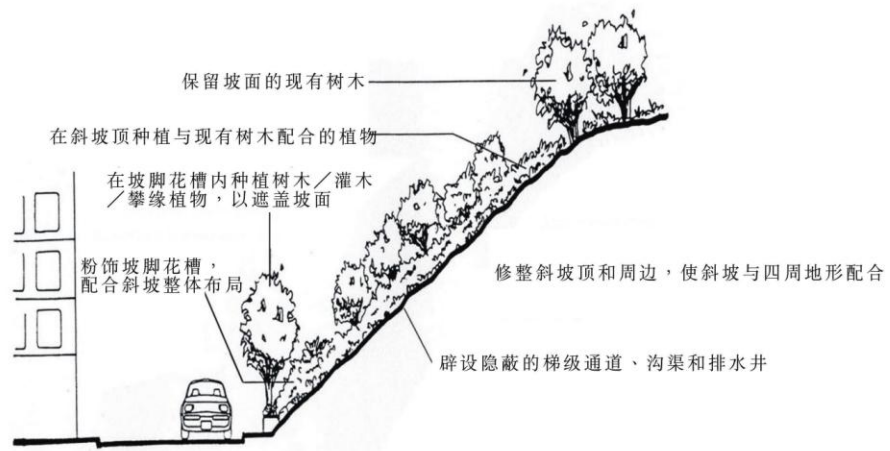 保留坡面的现有树木
在斜坡顶种植与现有树木配合的植物
在坡脚花槽内种植树木／灌木
／攀缘植物，以遮盖坡面
粉饰坡脚花槽，
配合斜坡整体布局
修整斜坡顶和周边，使斜坡与四周地形配合
辟设隐蔽的梯级通道、沟渠和排水井